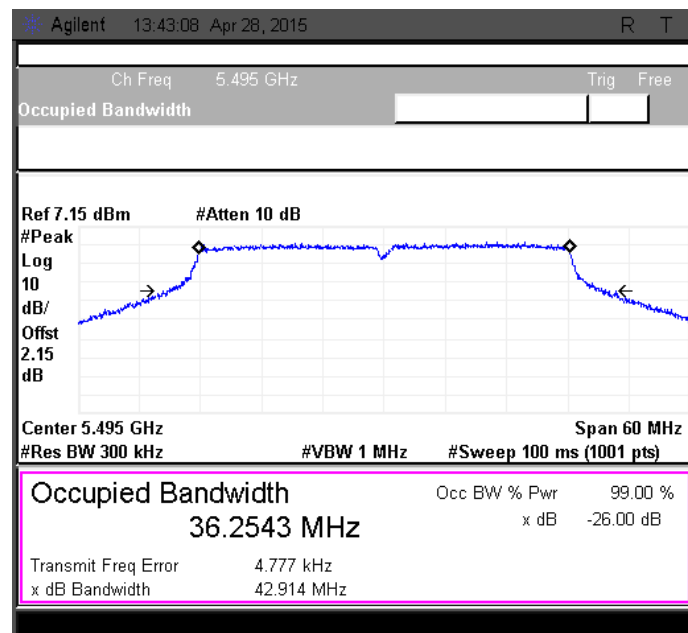 Agilent 13:43:08 Apr 28, 2015 R T
Ch Freq 5.495 GHz Trig Free
Occupied Bandwidth
Ref 7.15 dBm #Atten 10 dB
#Peak
Log
10
dB/
Offst
2.15
dB
Center 5.495 GHz Span 60 MHz
#Res BW 300 kHz #VBW 1 MHz #Sweep 100 ms (1001 pts)
Occupied Bandwidth Occ BW % Pwr 99.00 %
36.2543 MHz x dB -26.00 dB
Transmit Freq Error 4.777 kHz
x dB Bandwidth 42.914 MHz